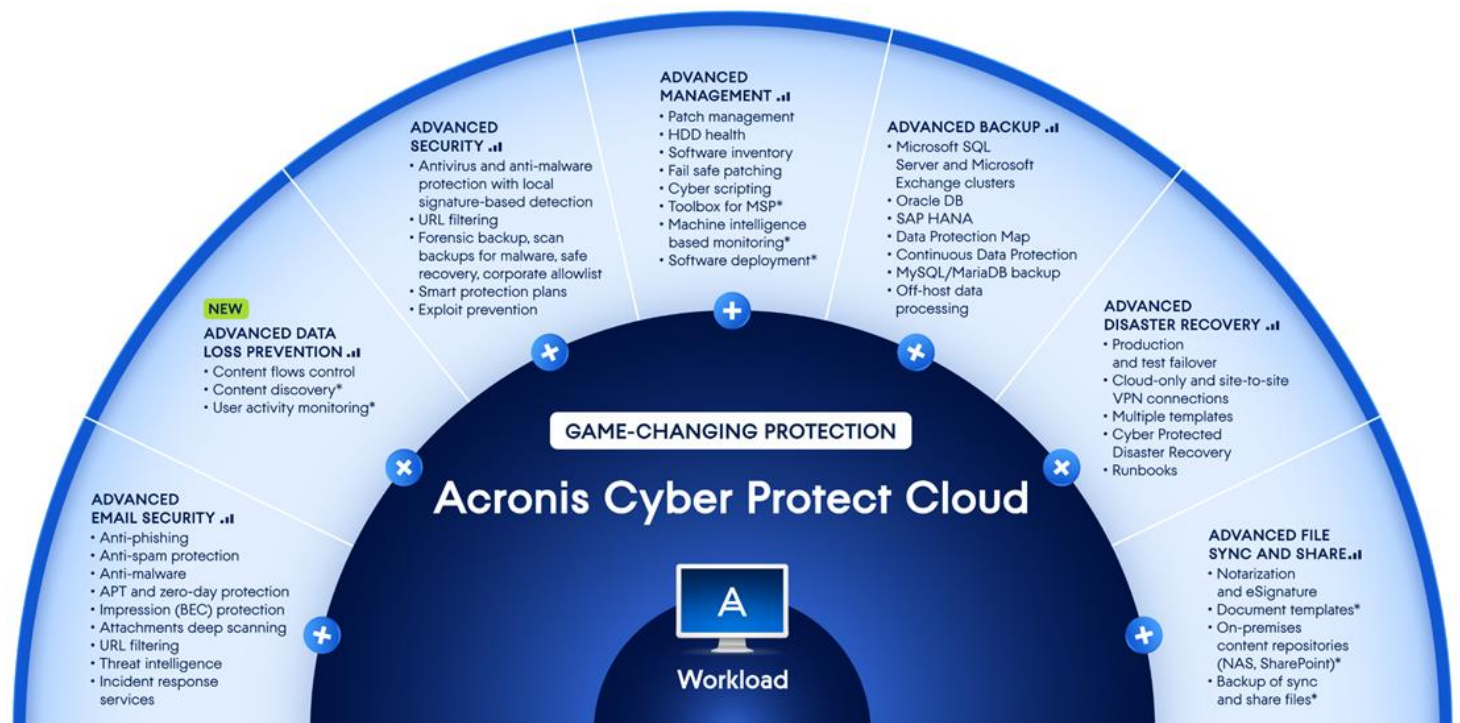 ADVANCED
EMAIL SECURITY
• Anti-phishing
• Anti-spam protection
• Anti-malware
• APT and zero-day protection
• Impression (BEC) protection
• Attachments deep scanning
• URL filtering
• Threat intelligence
• Incident response
services
NEW
ADVANCED DATA
LOSS PREVENTION
• Content flows control
• Content discovery*
• User activity monitoring*
ADVANCED
SECURITY
• Antivirus and anti-malware
protection with local
signature-based detection
• URL filtering
• Forensic backup, scan
backups for malware, safe
recovery, corporate allowlist
• Smart protection plans
• Exploit prevention
ADVANCED
MANAGEMENT
• Patch management
• HDD health
• Software inventory
• Fail safe patching
• Cyber scripting
• Toolbox for MSP*
• Machine intelligence
based monitoring*
• Software deployment*
ADVANCED BACKUP
• Microsoft SQL
Server and Microsoft
Exchange clusters
• Oracle DB
• SAP HANA
• Data Protection Map
• Continuous Data Protection
• MySQL/MariaDB backup
• Off-host data
processing
ADVANCED
DISASTER RECOVERY
• Production
and test failover
• Cloud-only and site-to-site
VPN connections
• Multiple templates
• Cyber Protected
Disaster Recovery
• Runbooks
ADVANCED FILE
SYNC AND SHARE
• Notarization
and eSignature
• Document templates*
• On-premises
content repositories
(NAS, SharePoint)*
• Backup of sync
and share files*
GAME-CHANGING PROTECTION
Acronis Cyber Protect Cloud
A
Workload